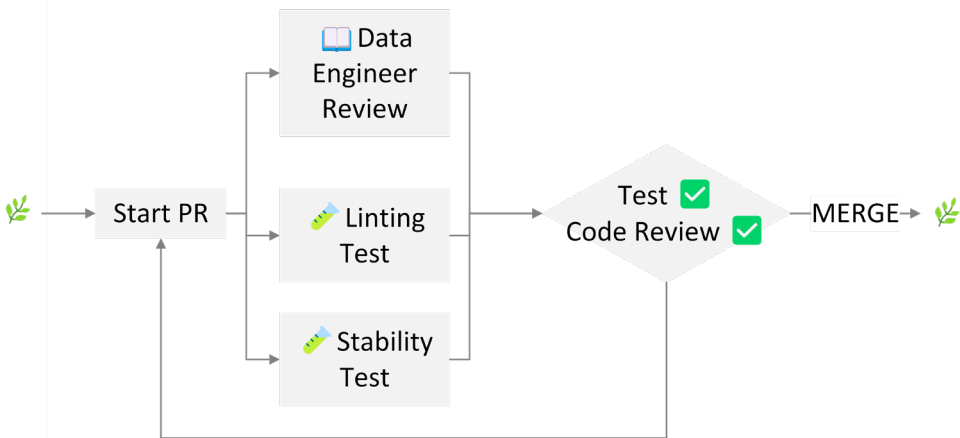 📖 Data
Engineer
Review
Start PR
🧪 Linting
Test
🧪 Stability
Test
Test ✅
Code Review ✅
MERGE